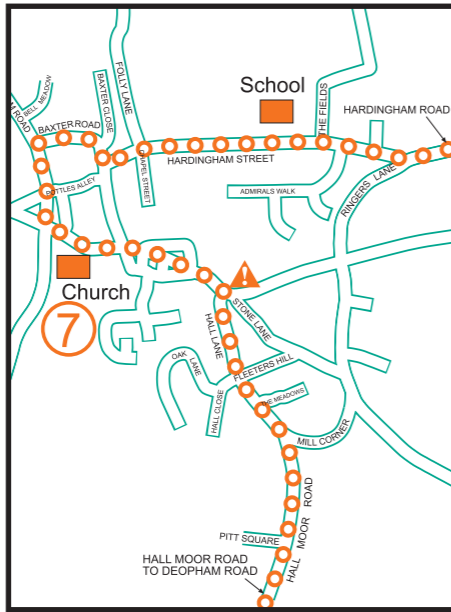 School
HARDINGHAM ROAD
FOLLY LANE
BAXTER CLOSE
BELL MEADOW
M ROAD
BAXTER ROAD
THE FIELDS
CHAPEL STREET
HARDINGHAM STREET
RINGERS LANE
POTTLES ALLEY
ADMIRALS WALK
Church
7
!
STONE LANE
HALL LANE
OAK LANE
FLEETERS HILL
HALL CLOSE
THE MEADOWS
MILL CORNER
HALL MOOR ROAD
PITT SQUARE
HALL MOOR ROAD
TO DEOPHAM ROAD